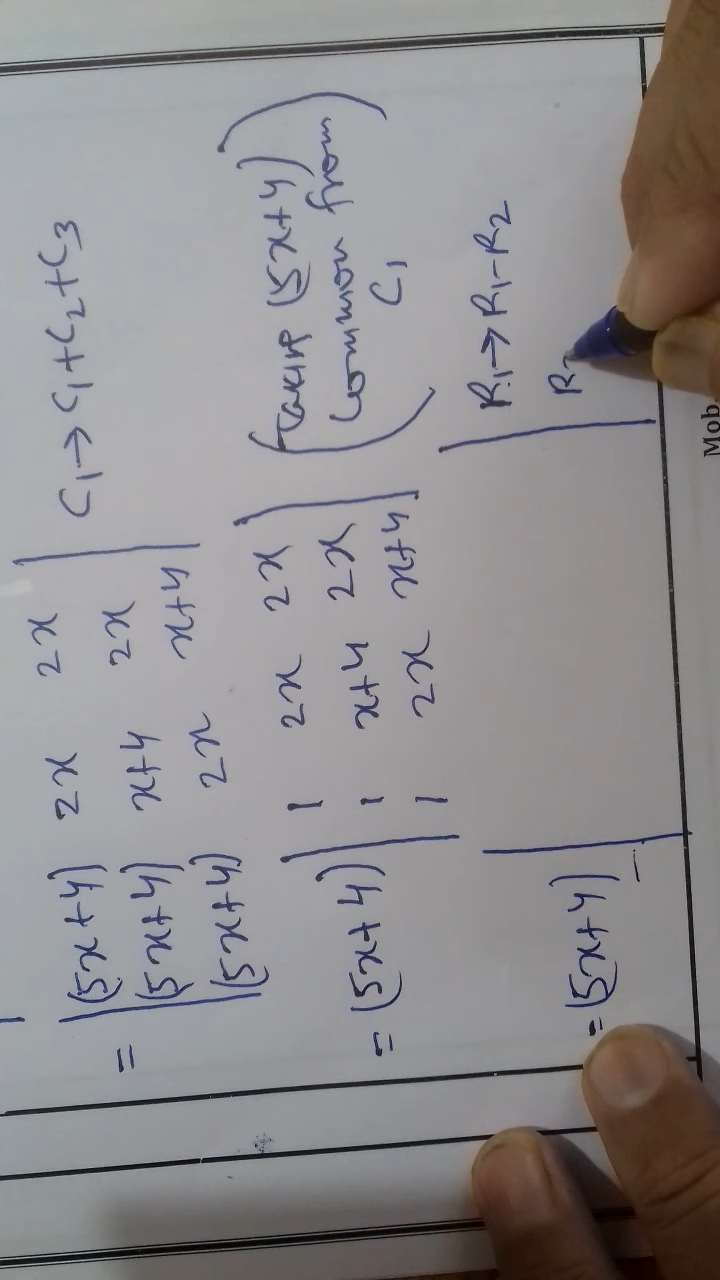 |(5x+4) 2x 2x|
= |(5x+4) x+4 2x| C₁→C₁+C₂+C₃
|(5x+4) 2x x+4|
|1 2x 2x|
= (5x+4) |1 x+4 2x| (Taking (5x+4) common from C₁)
|1 2x x+4|
R₁→R₁-R₂
= (5x+4) | | R₂
Mob.